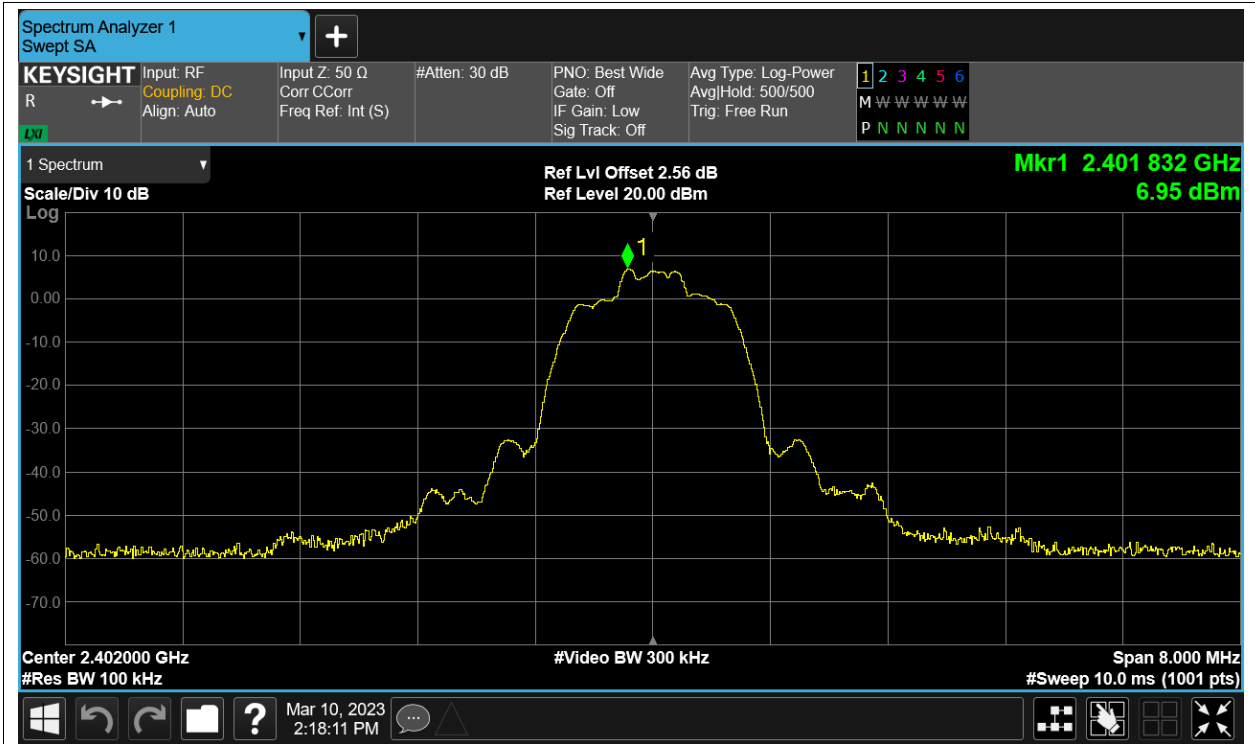 Spectrum Analyzer 1
Swept SA
+
KEYSIGHT
R
LXI
Input: RF
Coupling: DC
Align: Auto
Input Z: 50 Ω
Corr CCorr
Freq Ref: Int (S)
#Atten: 30 dB
PNO: Best Wide
Gate: Off
IF Gain: Low
Sig Track: Off
Avg Type: Log-Power
Avg|Hold: 500/500
Trig: Free Run
1 2 3 4 5 6
M W W W W W
P N N N N N
1 Spectrum
Scale/Div 10 dB
Log
Ref Lvl Offset 2.56 dB
Ref Level 20.00 dBm
Mkr1 2.401 832 GHz
6.95 dBm
1
10.0
0.00
-10.0
-20.0
-30.0
-40.0
-50.0
-60.0
-70.0
Center 2.402000 GHz
#Res BW 100 kHz
#Video BW 300 kHz
Span 8.000 MHz
#Sweep 10.0 ms (1001 pts)
?
Mar 10, 2023
2:18:11 PM